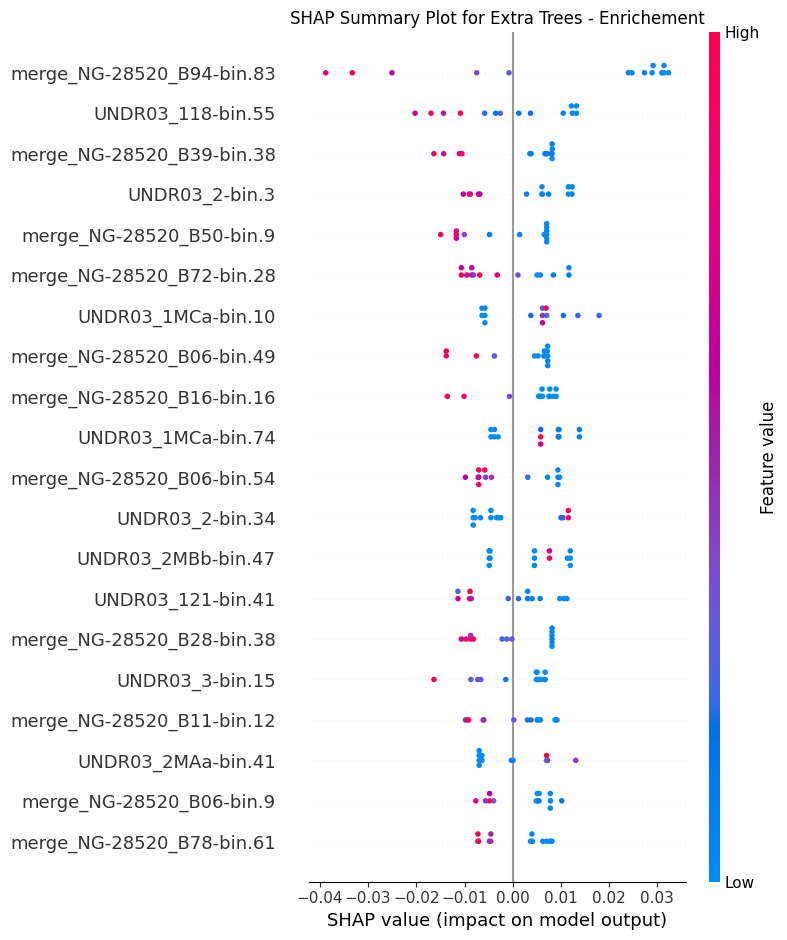 SHAP Summary Plot for Extra Trees - Enrichement
High
merge_NG-28520_B94-bin.83
UNDR03_118-bin.55
merge_NG-28520_B39-bin.38
UNDR03_2-bin.3
merge_NG-28520_B50-bin.9
merge_NG-28520_B72-bin.28
UNDR03_1MCa-bin.10
merge_NG-28520_B06-bin.49
merge_NG-28520_B16-bin.16
UNDR03_1MCa-bin.74
merge_NG-28520_B06-bin.54
UNDR03_2-bin.34
UNDR03_2MBb-bin.47
UNDR03_121-bin.41
merge_NG-28520_B28-bin.38
UNDR03_3-bin.15
merge_NG-28520_B11-bin.12
UNDR03_2MAa-bin.41
merge_NG-28520_B06-bin.9
merge_NG-28520_B78-bin.61
Feature value
Low
−0.04 −0.03 −0.02 −0.01 0.00 0.01 0.02 0.03
SHAP value (impact on model output)